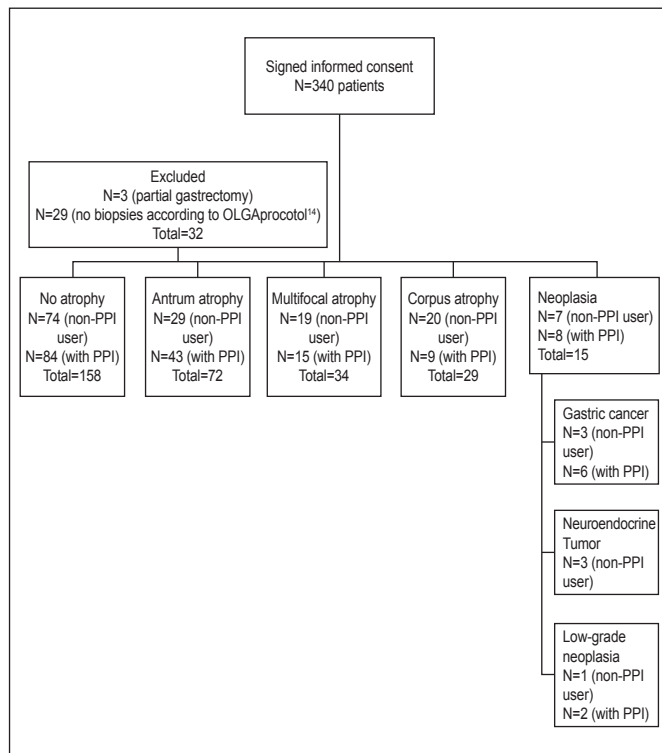 Signed informed consent
N=340 patients
Excluded
N=3 (partial gastrectomy)
N=29 (no biopsies according to OLGAprocotol¹⁴)
Total=32
No atrophy
N=74 (non-PPI
user)
N=84 (with PPI)
Total=158
Antrum atrophy
N=29 (non-PPI
user)
N=43 (with PPI)
Total=72
Multifocal atrophy
N=19 (non-PPI
user)
N=15 (with PPI)
Total=34
Corpus atrophy
N=20 (non-PPI
user)
N=9 (with PPI)
Total=29
Neoplasia
N=7 (non-PPI user)
N=8 (with PPI)
Total=15
Gastric cancer
N=3 (non-PPI
user)
N=6 (with PPI)
Neuroendocrine
Tumor
N=3 (non-PPI
user)
Low-grade
neoplasia
N=1 (non-PPI
user)
N=2 (with PPI)